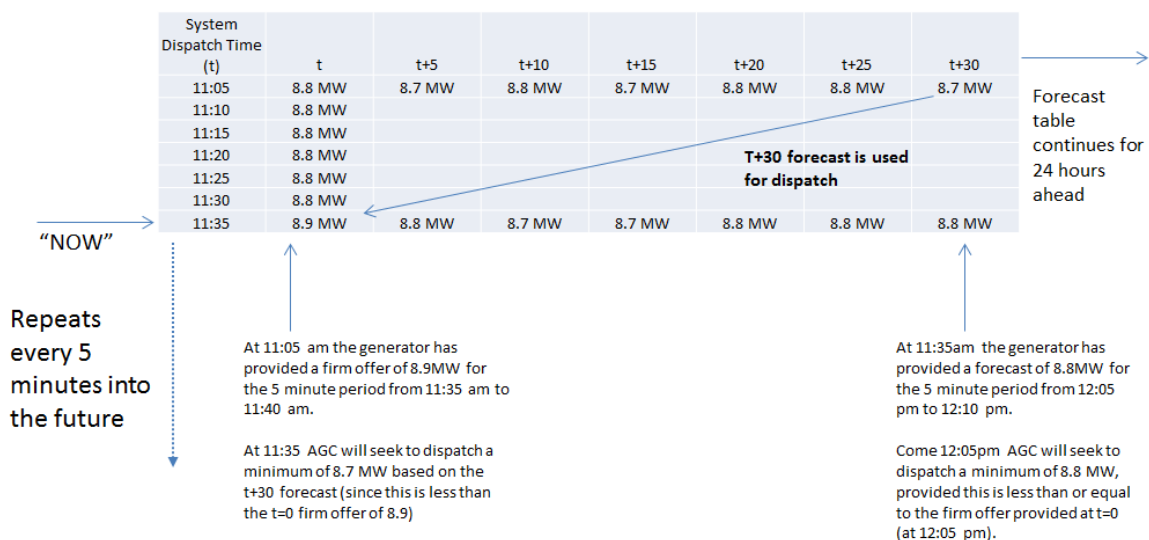 System
Dispatch Time
(t) t t+5 t+10 t+15 t+20 t+25 t+30
11:05 8.8 MW 8.7 MW 8.8 MW 8.7 MW 8.8 MW 8.8 MW 8.7 MW
11:10 8.8 MW
11:15 8.8 MW
11:20 8.8 MW
11:25 8.8 MW
11:30 8.8 MW
11:35 8.9 MW 8.8 MW 8.7 MW 8.7 MW 8.8 MW 8.8 MW 8.8 MW
T+30 forecast is used
for dispatch
Forecast
table
continues for
24 hours
ahead
“NOW”
Repeats
every 5
minutes into
the future
At 11:05 am the generator has
provided a firm offer of 8.9MW for
the 5 minute period from 11:35 am to
11:40 am.
At 11:35 AGC will seek to dispatch a
minimum of 8.7 MW based on the
t+30 forecast (since this is less than
the t=0 firm offer of 8.9)
At 11:35am the generator has
provided a forecast of 8.8MW for
the 5 minute period from 12:05
pm to 12:10 pm.
Come 12:05pm AGC will seek to
dispatch a minimum of 8.8 MW,
provided this is less than or equal
to the firm offer provided at t=0
(at 12:05 pm).